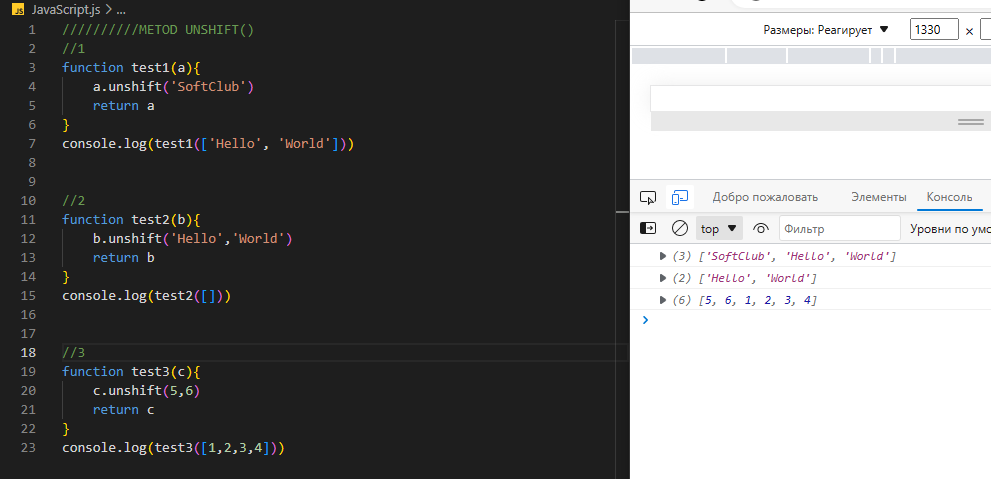 JS JavaScript.js > ...
1 //////////METOD UNSHIFT()
2 //1
3 function test1(a){
4 a.unshift('SoftClub')
5 return a
6 }
7 console.log(test1(['Hello', 'World']))
8
9
10 //2
11 function test2(b){
12 b.unshift('Hello','World')
13 return b
14 }
15 console.log(test2([]))
16
17
18 //3
19 function test3(c){
20 c.unshift(5,6)
21 return c
22 }
23 console.log(test3([1,2,3,4]))
Размеры: Реагирует ▼ 1330 ×
Добро пожаловать Элементы Консоль
top ▼ Фильтр Уровни по умо
▶ (3) ['SoftClub', 'Hello', 'World']
▶ (2) ['Hello', 'World']
▶ (6) [5, 6, 1, 2, 3, 4]
>